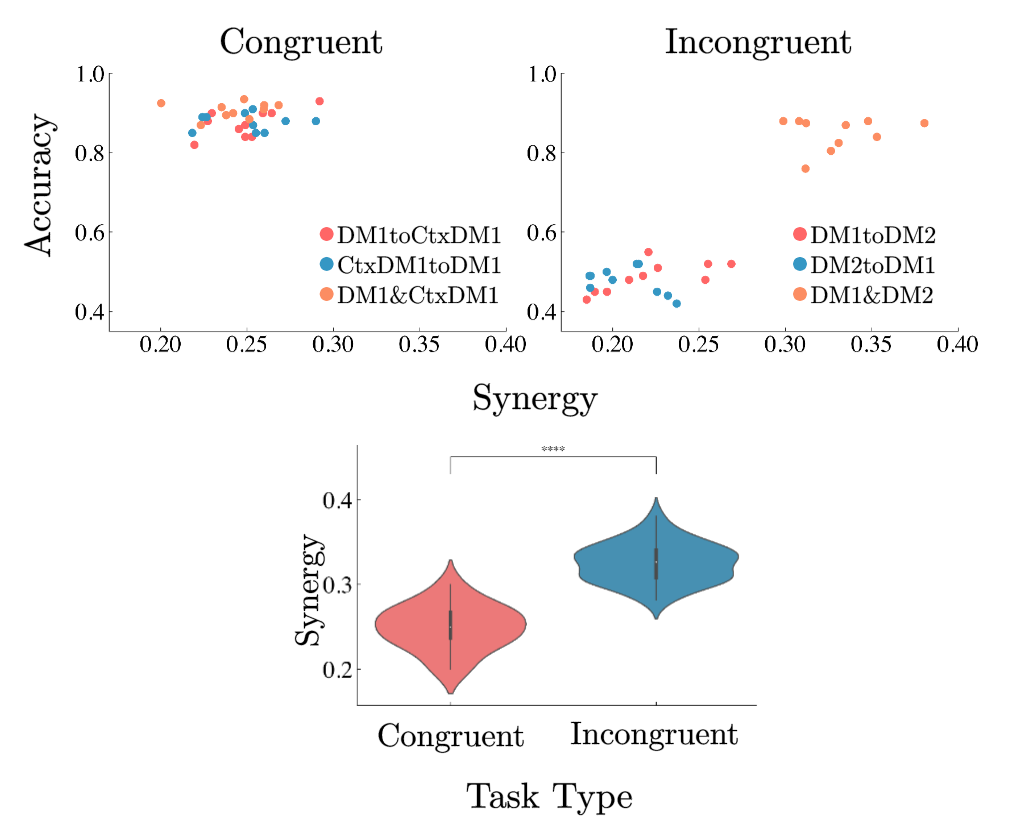 Congruent
Incongruent
Accuracy
1.0
0.8
0.6
0.4
DM1toCtxDM1
CtxDM1toDM1
DM1&CtxDM1
0.20 0.25 0.30 0.35 0.40
1.0
0.8
0.6
0.4
DM1toDM2
DM2toDM1
DM1&DM2
0.20 0.25 0.30 0.35 0.40
Synergy
****
Synergy
0.4
0.3
0.2
Congruent
Incongruent
Task Type